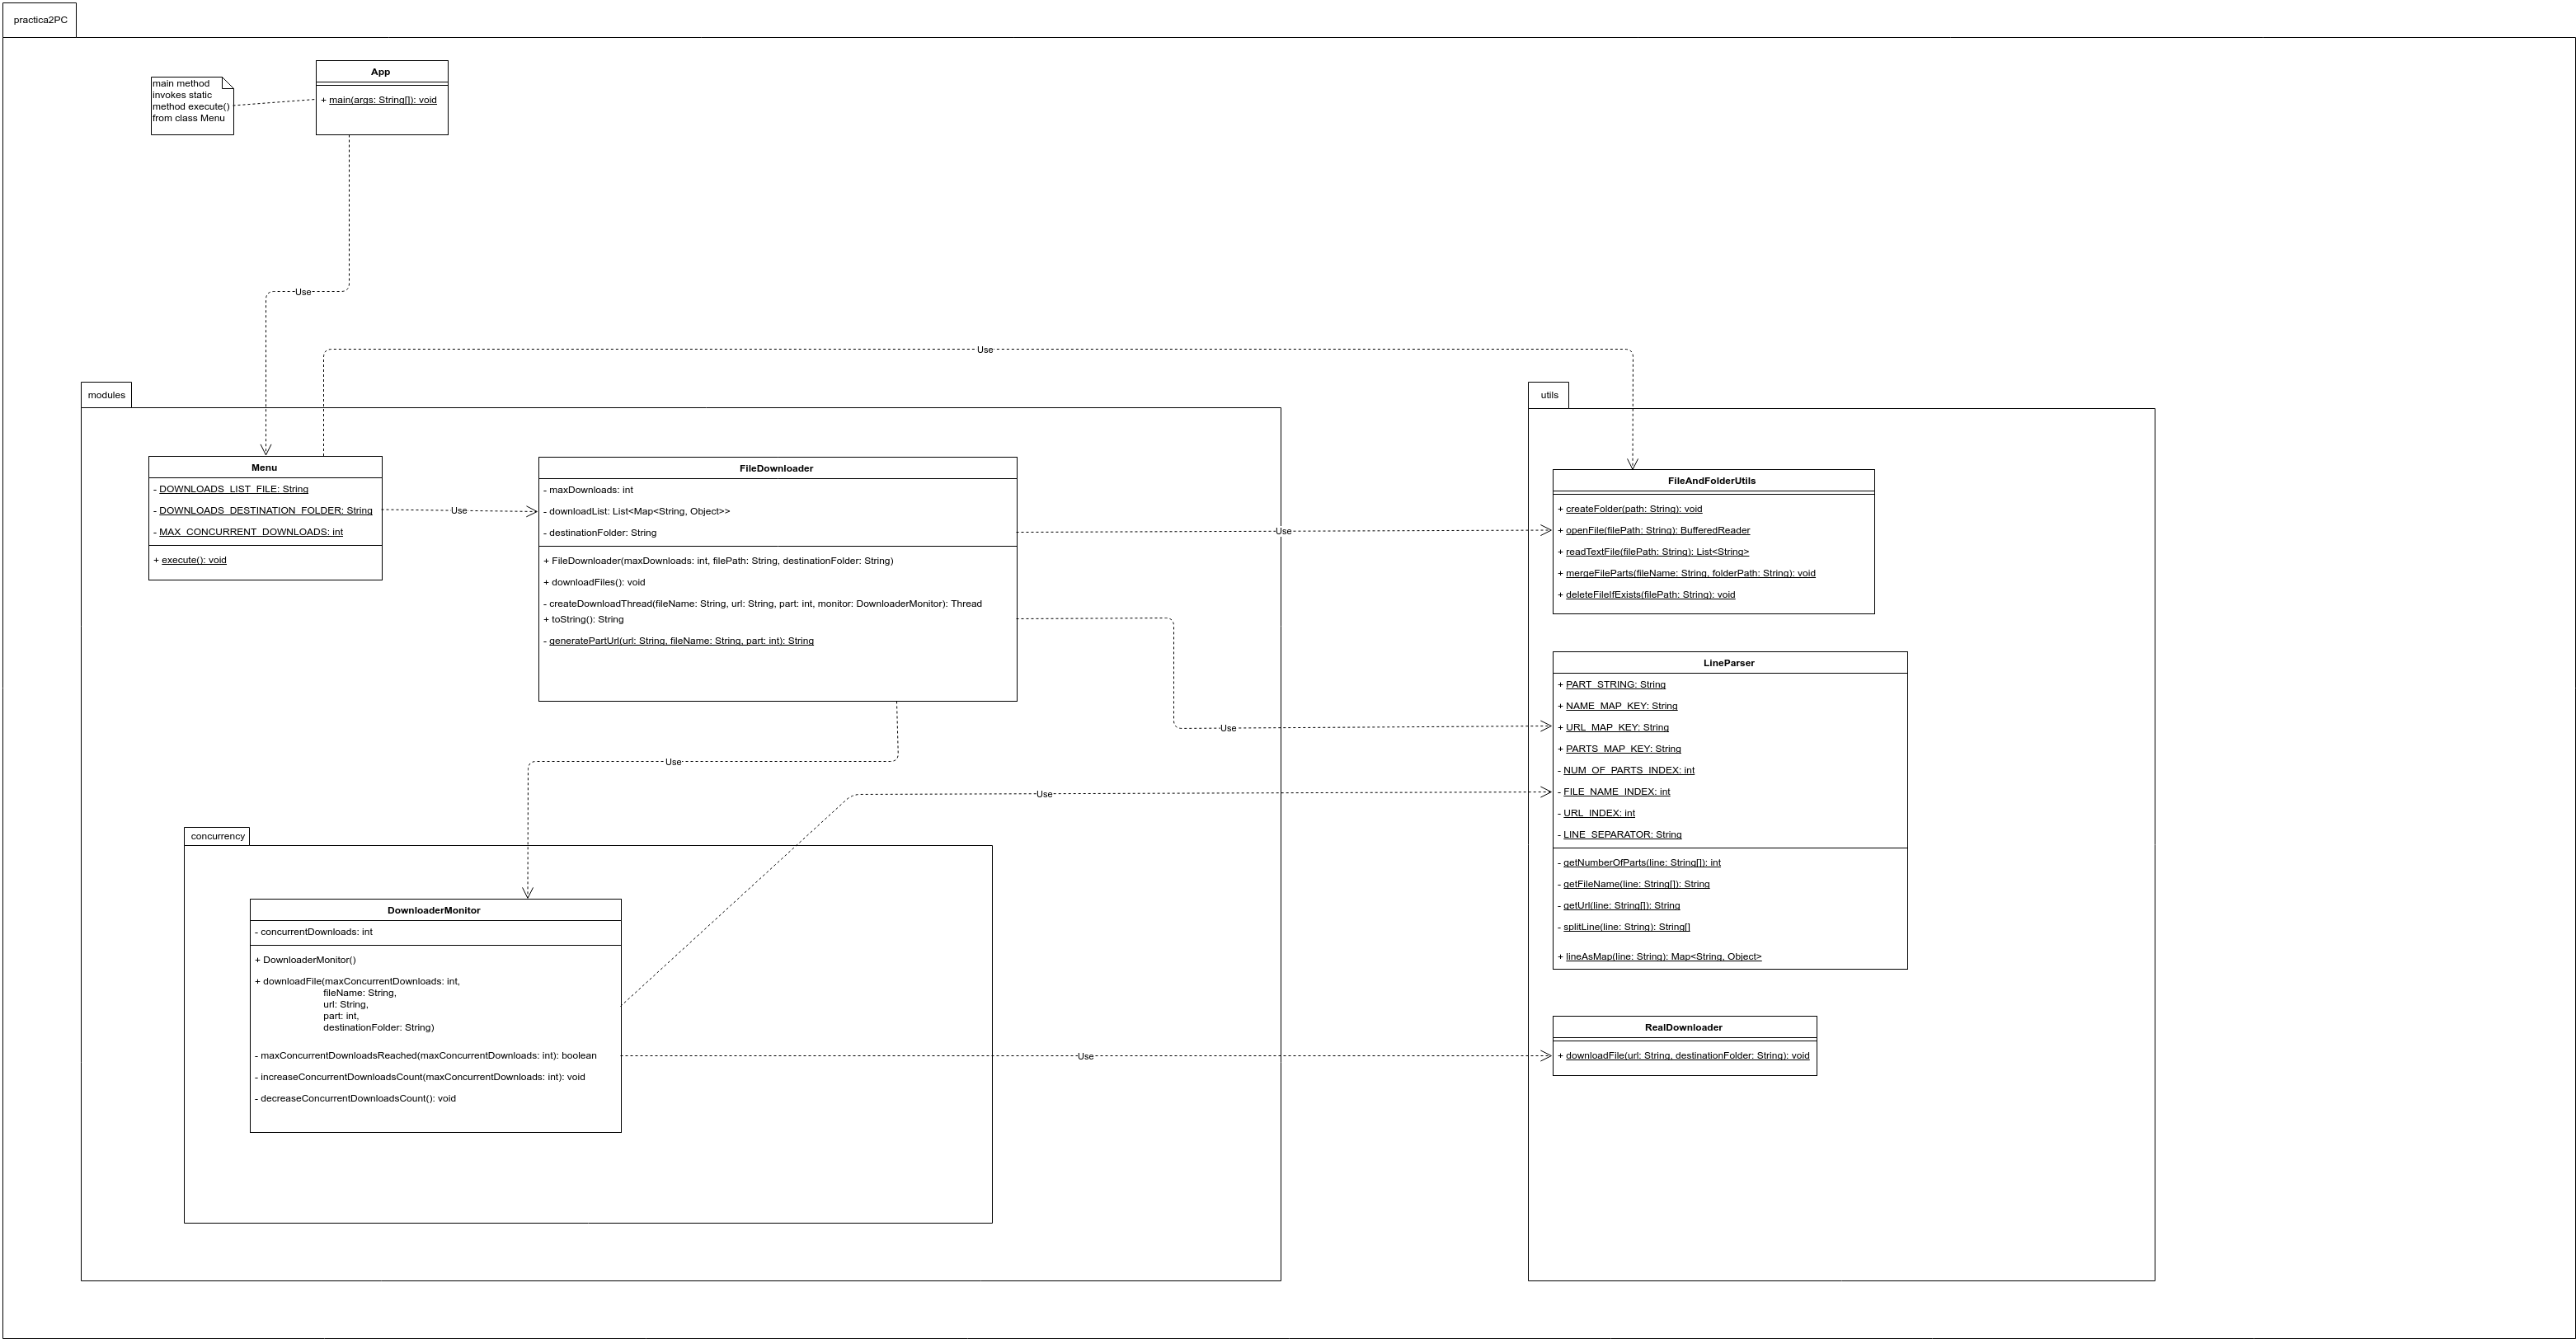 practica2PC
main method
invokes static
method execute()
from class Menu
App
+ main(args: String[]): void
Use
Use
modules
utils
Menu
- DOWNLOADS_LIST_FILE: String
- DOWNLOADS_DESTINATION_FOLDER: String
- MAX_CONCURRENT_DOWNLOADS: int
+ execute(): void
Use
FileDownloader
- maxDownloads: int
- downloadList: List<Map<String, Object>>
- destinationFolder: String
+ FileDownloader(maxDownloads: int, filePath: String, destinationFolder: String)
+ downloadFiles(): void
- createDownloadThread(fileName: String, url: String, part: int, monitor: DownloaderMonitor): Thread
+ toString(): String
- generatePartUrl(url: String, fileName: String, part: int): String
Use
Use
Use
Use
Use
FileAndFolderUtils
+ createFolder(path: String): void
+ openFile(filePath: String): BufferedReader
+ readTextFile(filePath: String): List<String>
+ mergeFileParts(fileName: String, folderPath: String): void
+ deleteFileIfExists(filePath: String): void
LineParser
+ PART_STRING: String
+ NAME_MAP_KEY: String
+ URL_MAP_KEY: String
+ PARTS_MAP_KEY: String
- NUM_OF_PARTS_INDEX: int
- FILE_NAME_INDEX: int
- URL_INDEX: int
- LINE_SEPARATOR: String
- getNumberOfParts(line: String[]): int
- getFileName(line: String[]): String
- getUrl(line: String[]): String
- splitLine(line: String): String[]
+ lineAsMap(line: String): Map<String, Object>
concurrency
DownloaderMonitor
- concurrentDownloads: int
+ DownloaderMonitor()
+ downloadFile(maxConcurrentDownloads: int,
fileName: String,
url: String,
part: int,
destinationFolder: String)
- maxConcurrentDownloadsReached(maxConcurrentDownloads: int): boolean
- increaseConcurrentDownloadsCount(maxConcurrentDownloads: int): void
- decreaseConcurrentDownloadsCount(): void
RealDownloader
+ downloadFile(url: String, destinationFolder: String): void